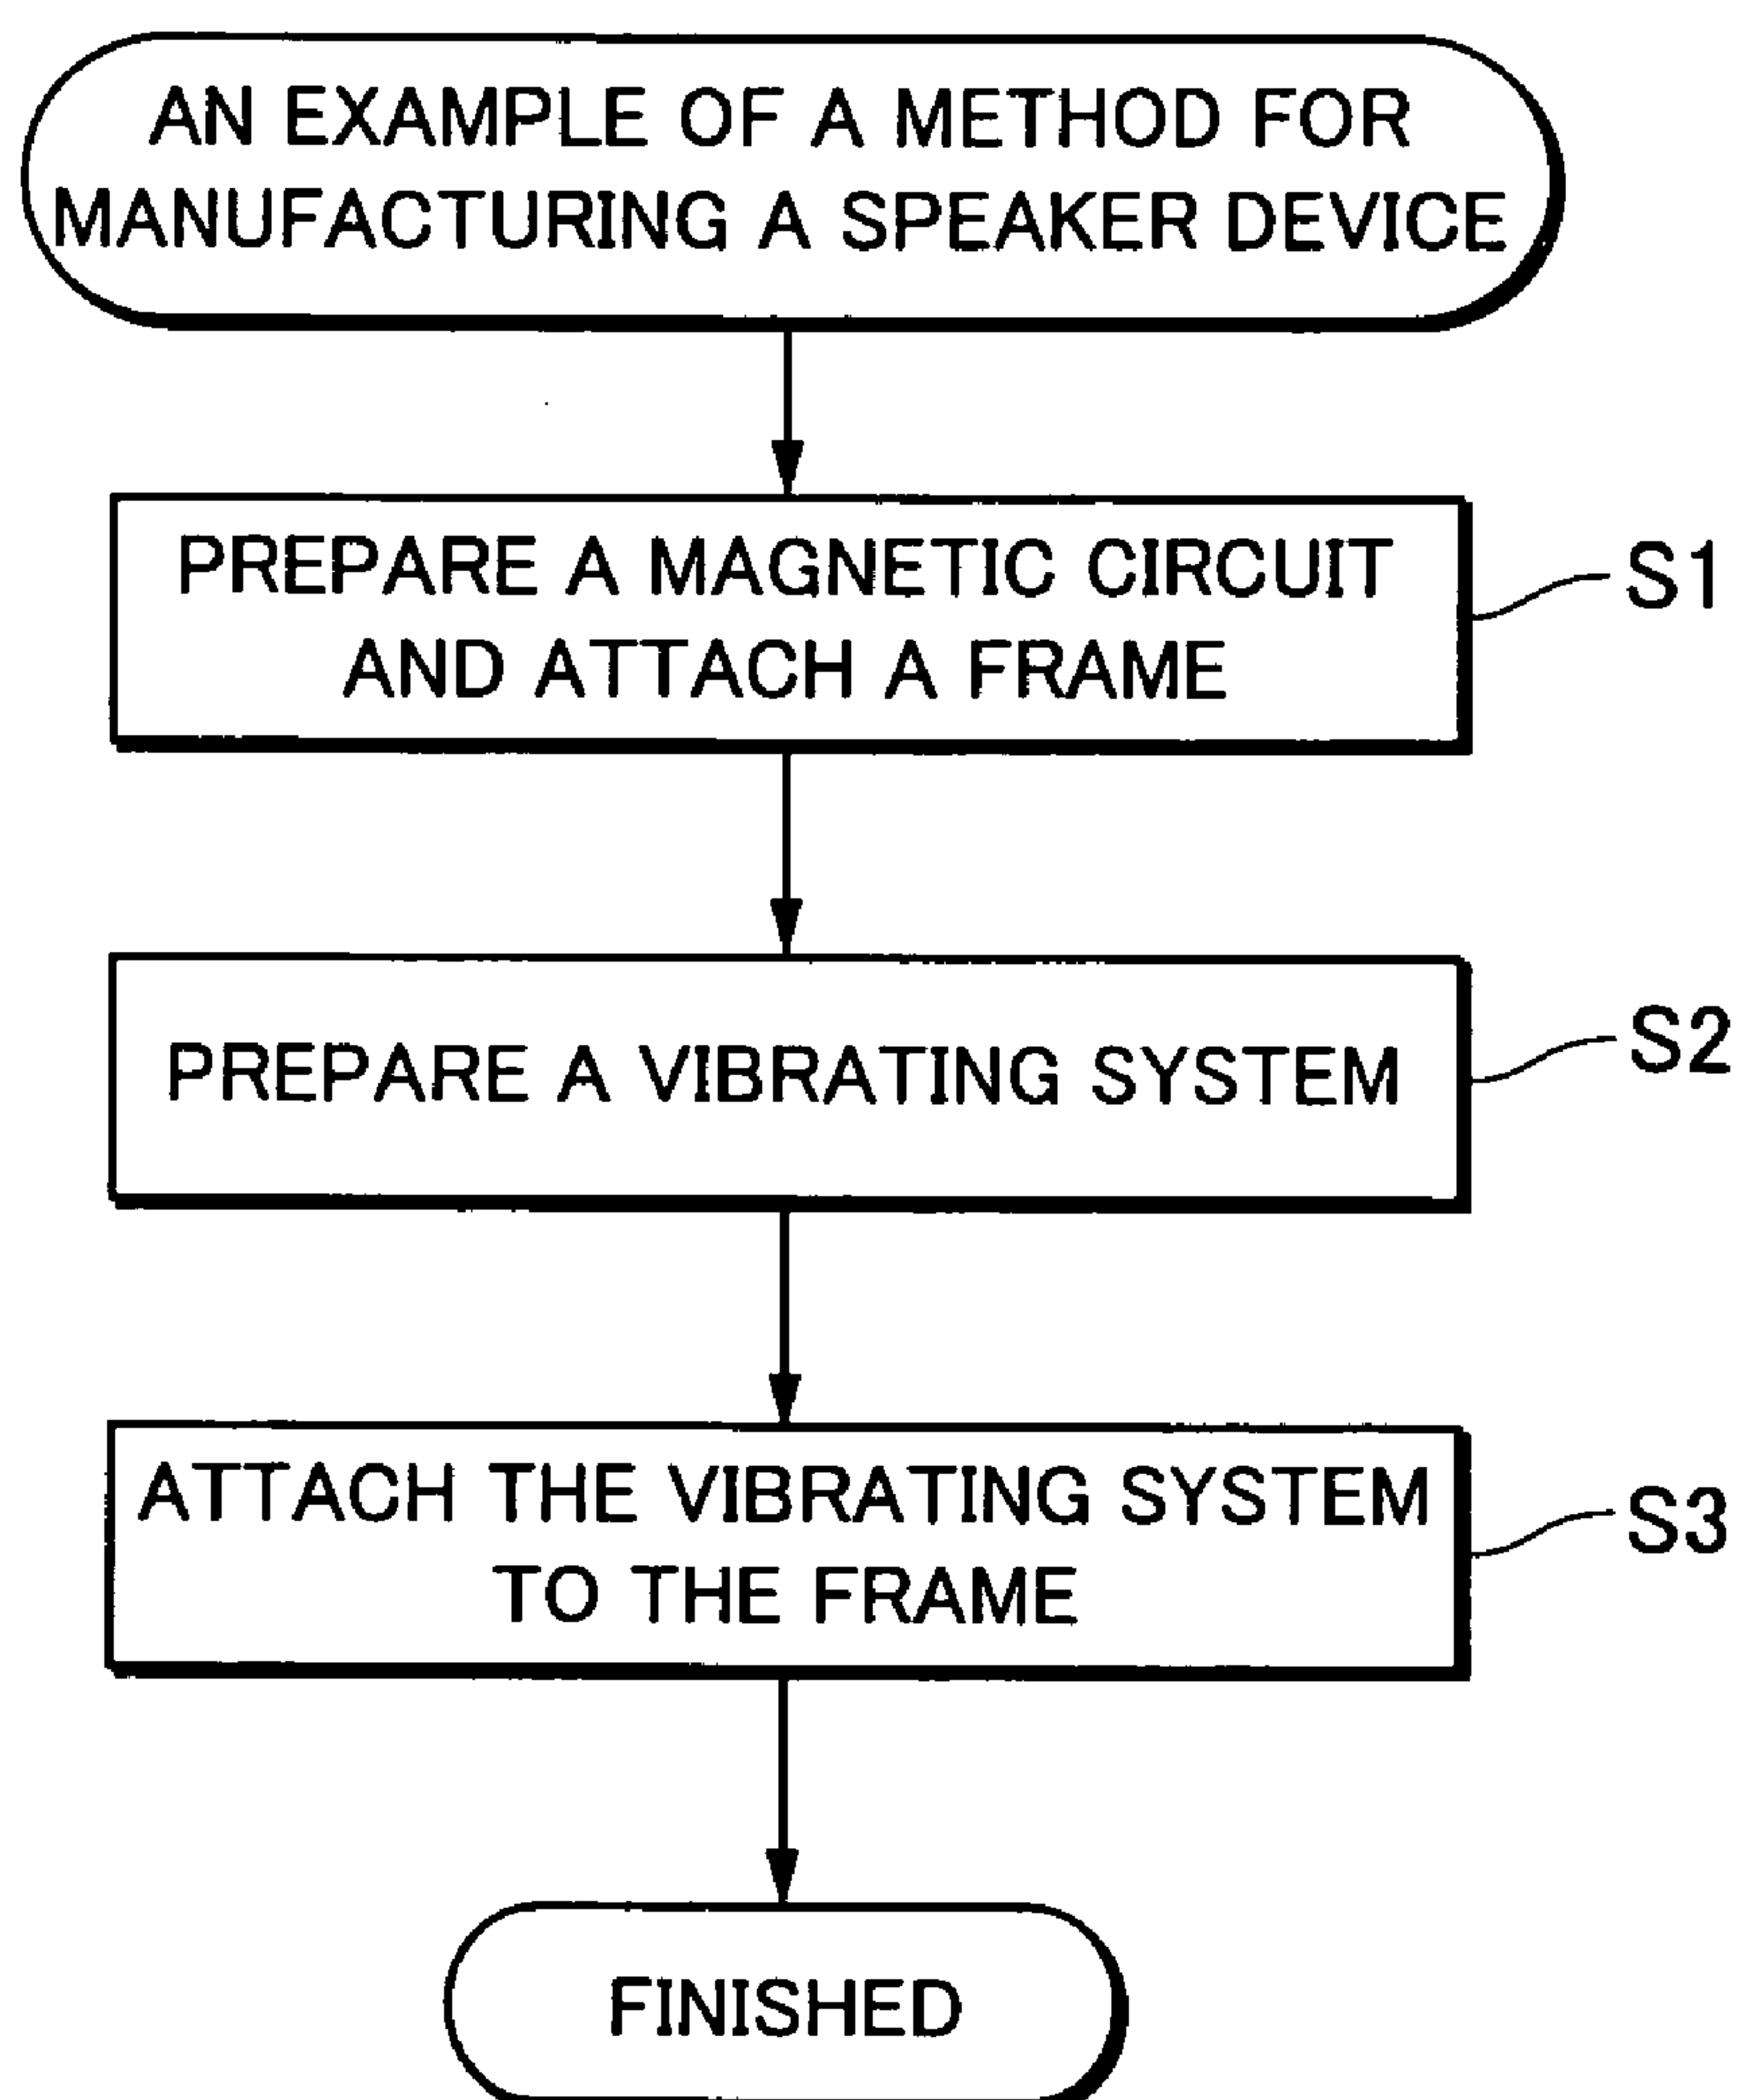 AN EXAMPLE OF A METHOD FOR
MANUFACTURING A SPEAKER DEVICE
PREPARE A MAGNETIC CIRCUIT
AND ATTACH A FRAME
S1
PREPARE A VIBRATING SYSTEM
S2
ATTACH THE VIBRATING SYSTEM
TO THE FRAME
S3
FINISHED